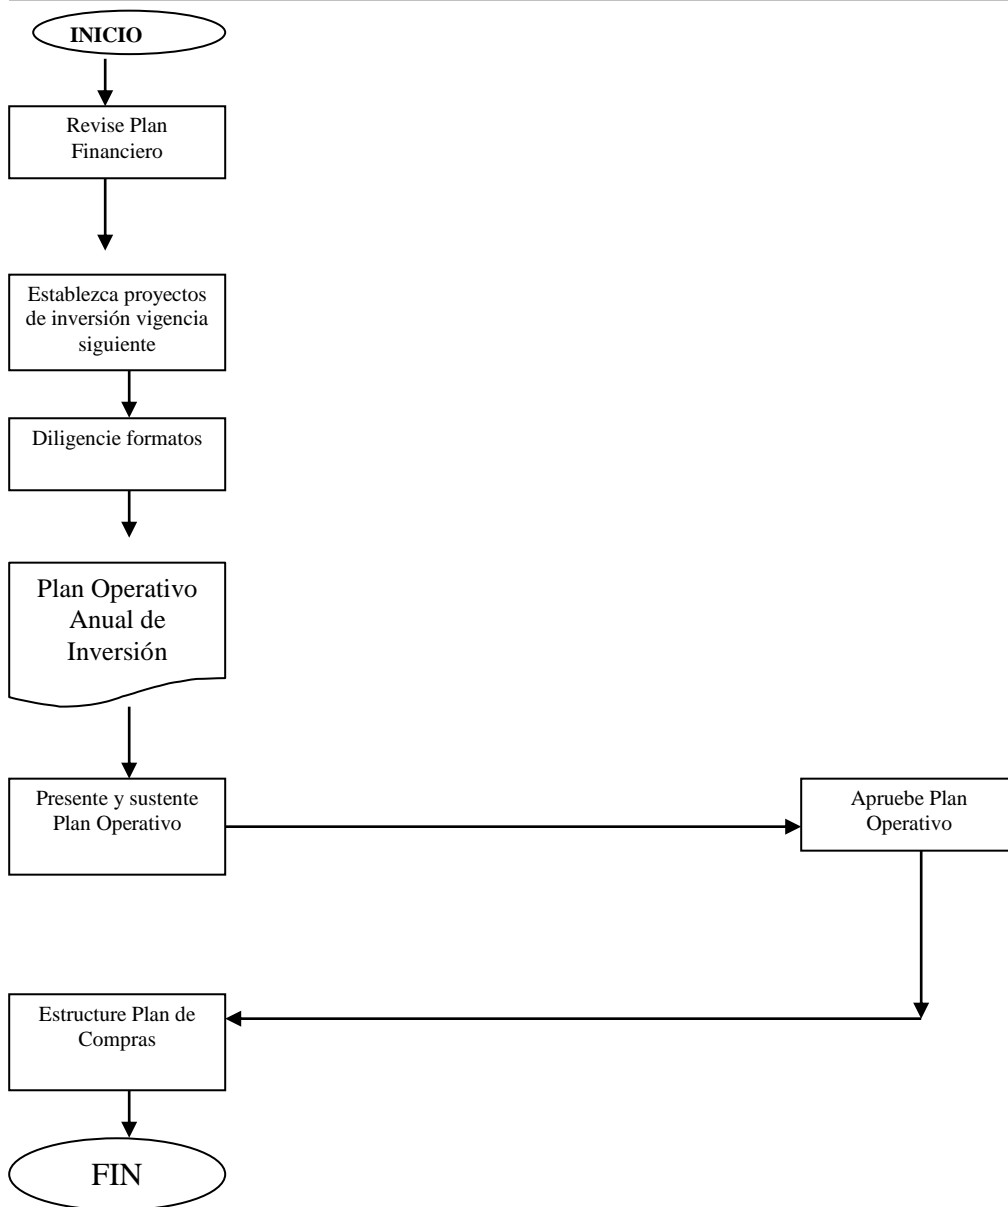 INICIO
Revise Plan
Financiero
Establezca proyectos
de inversión vigencia
siguiente
Diligencie formatos
Plan Operativo
Anual de
Inversión
Presente y sustente
Plan Operativo
Apruebe Plan
Operativo
Estructure Plan de
Compras
FIN